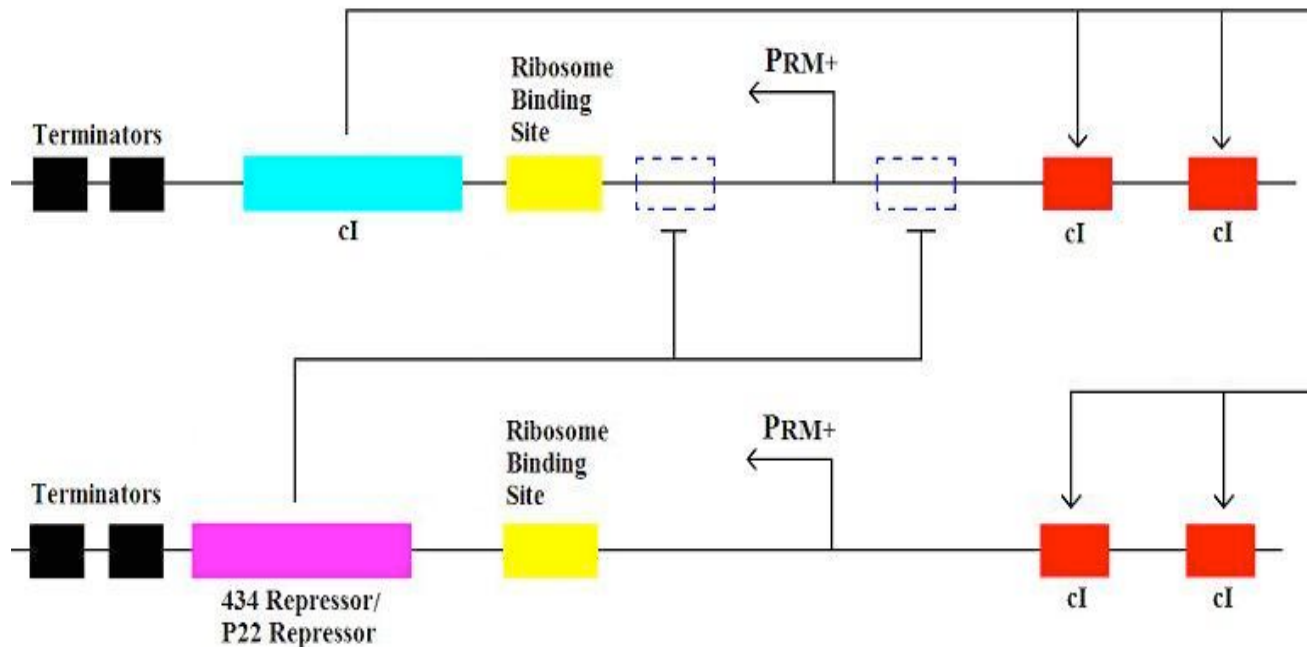 Ribosome
Binding
Site
PRM+
Terminators
cI
cI
cI
Ribosome
Binding
Site
PRM+
Terminators
434 Repressor/
P22 Repressor
cI
cI